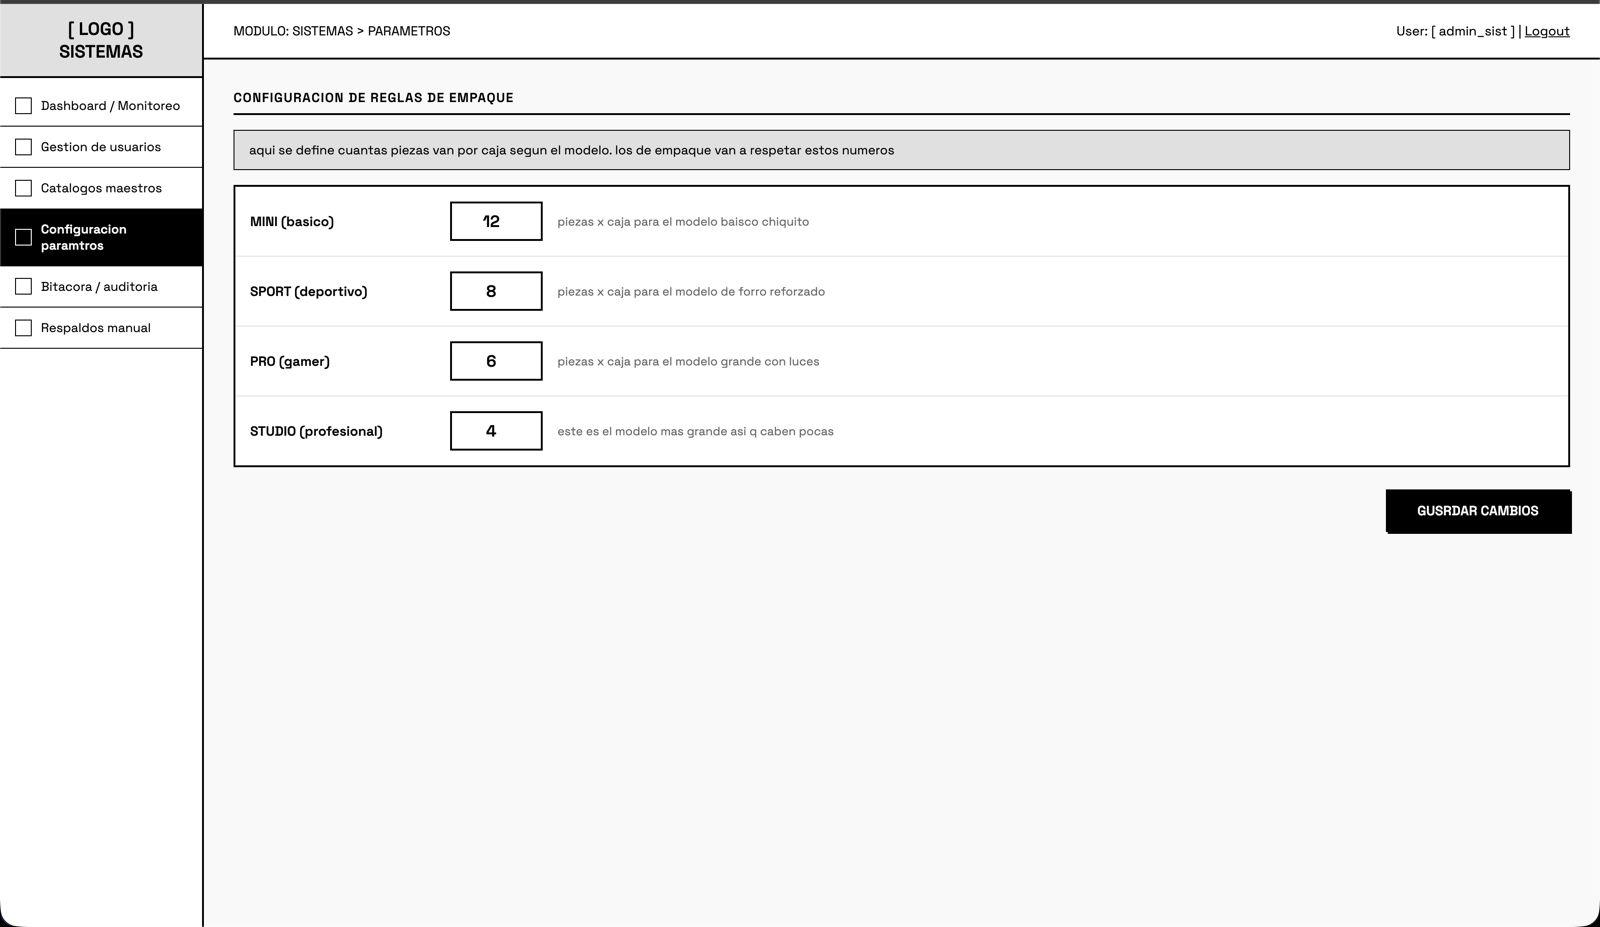 [ LOGO ]
SISTEMAS
MODULO: SISTEMAS > PARAMETROS
User: [ admin_sist ] | Logout
Dashboard / Monitoreo
Gestion de usuarios
Catalogos maestros
Configuracion
paramtros
Bitacora / auditoria
Respaldos manual
CONFIGURACION DE REGLAS DE EMPAQUE
aqui se define cuantas piezas van por caja segun el modelo. los de empaque van a respetar estos numeros
MINI (basico) 12 piezas x caja para el modelo baisco chiquito
SPORT (deportivo) 8 piezas x caja para el modelo de forro reforzado
PRO (gamer) 6 piezas x caja para el modelo grande con luces
STUDIO (profesional) 4 este es el modelo mas grande asi q caben pocas
GUSRDAR CAMBIOS